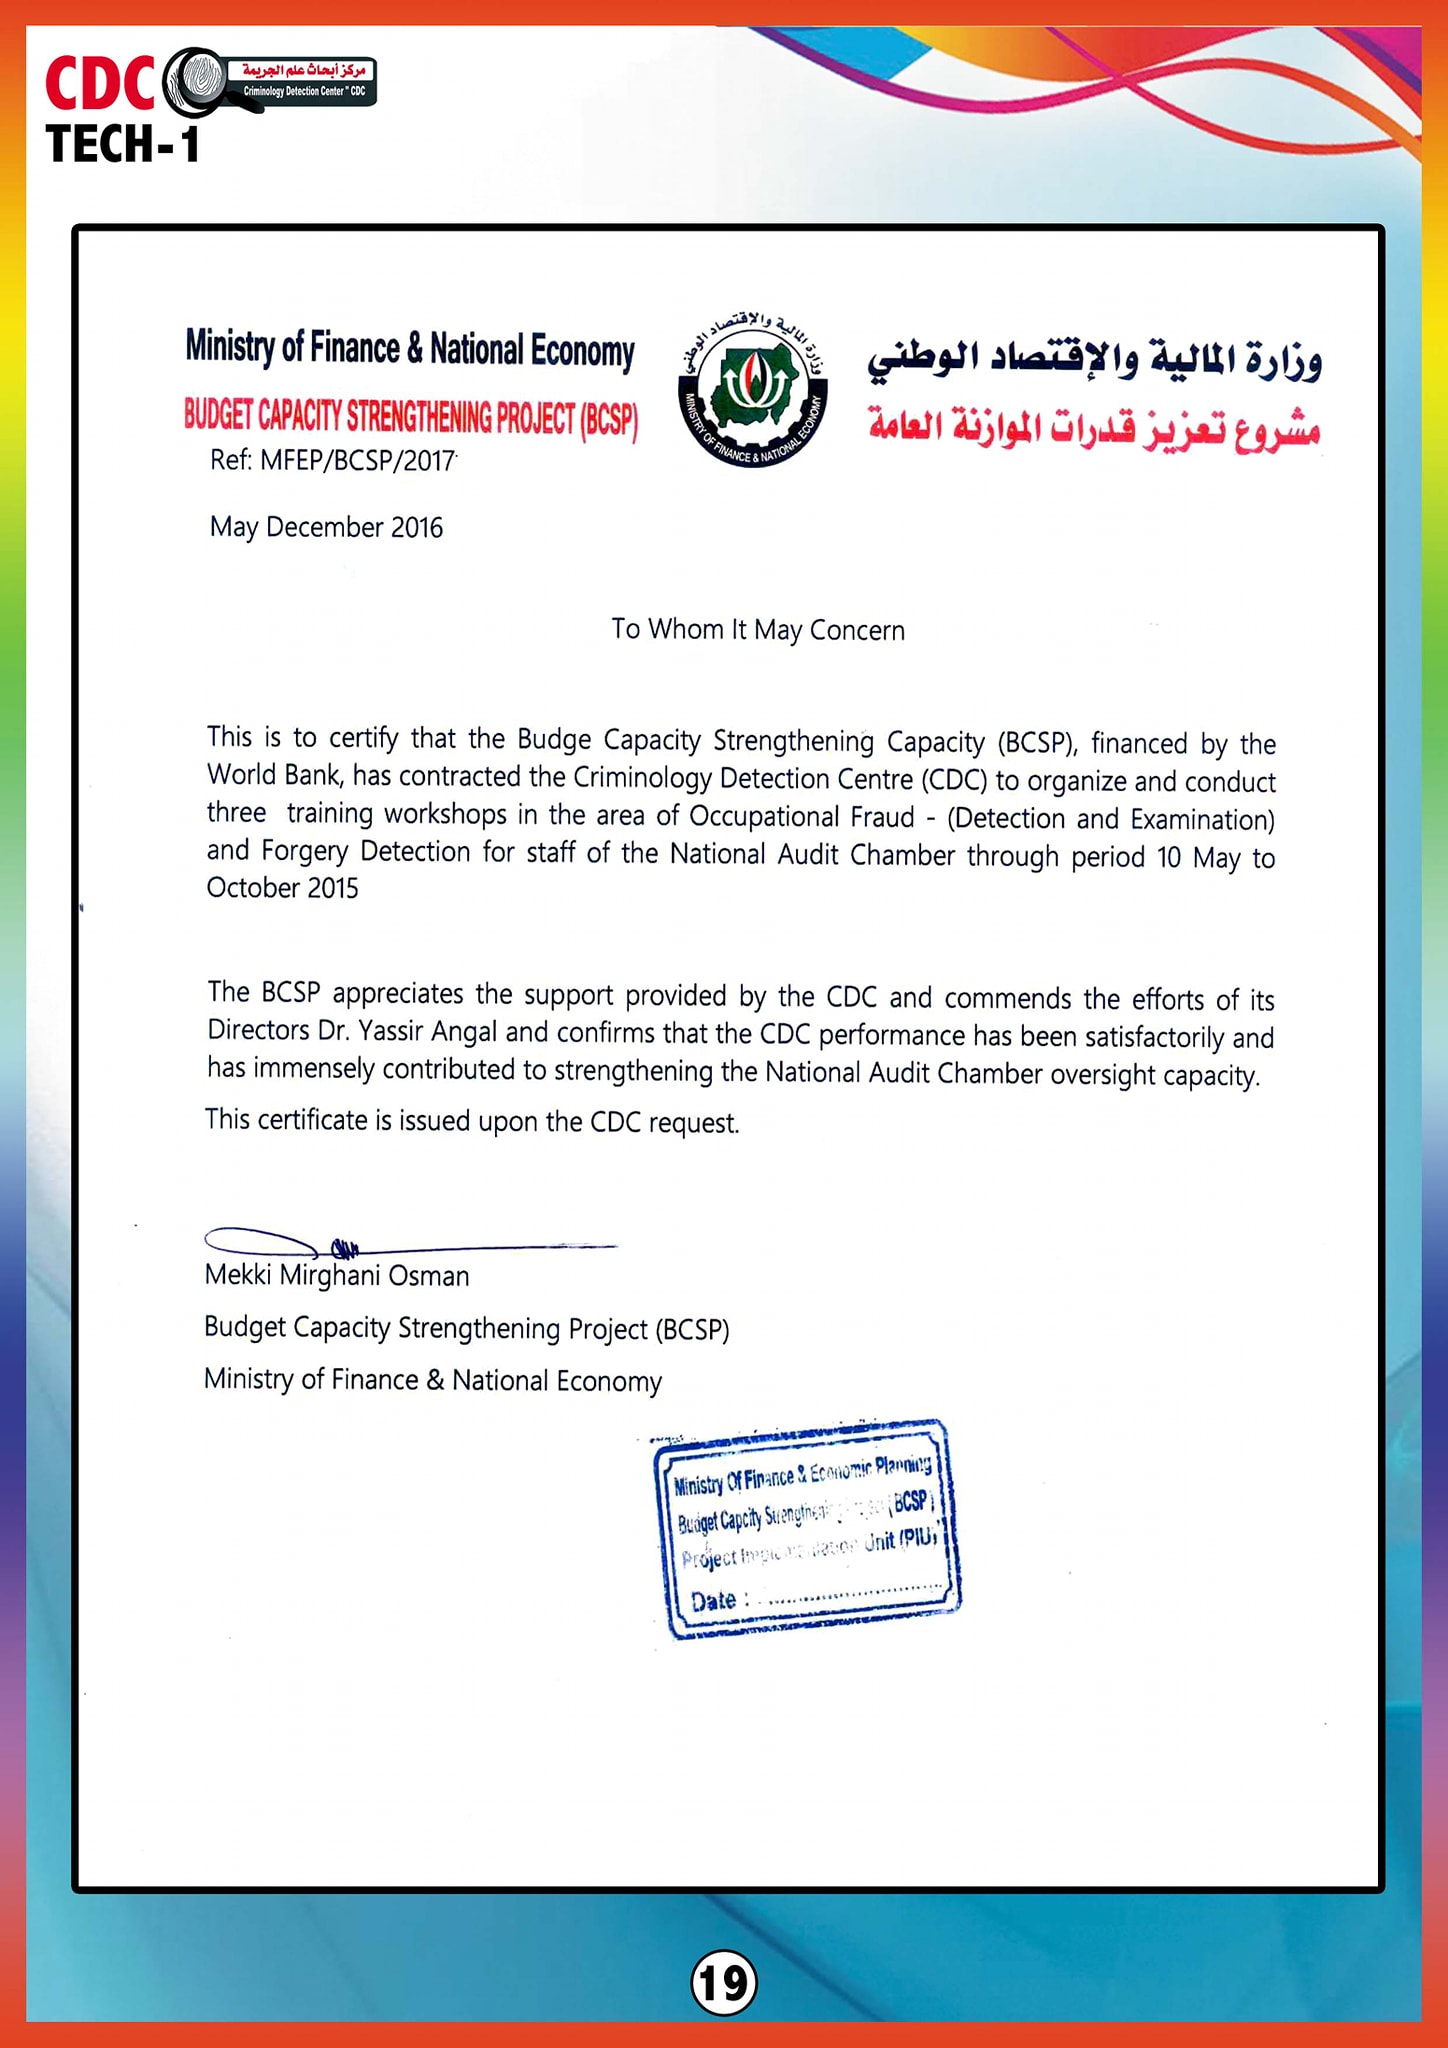 CDC
مركز أبحاث علم الجريمة
Criminology Detection Center " CDC
TECH-1
Ministry of Finance & National Economy
BUDGET CAPACITY STRENGTHENING PROJECT (BCSP)
وزارة المالية والإقتصاد الوطني
MINISTRY OF FINANCE & NATIONAL ECONOMY
وزارة المالية والإقتصاد الوطني
مشروع تعزيز قدرات الموازنة العامة
Ref: MFEP/BCSP/2017
May December 2016
To Whom It May Concern
This is to certify that the Budge Capacity Strengthening Capacity (BCSP), financed by the
World Bank, has contracted the Criminology Detection Centre (CDC) to organize and conduct
three training workshops in the area of Occupational Fraud - (Detection and Examination)
and Forgery Detection for staff of the National Audit Chamber through period 10 May to
October 2015
The BCSP appreciates the support provided by the CDC and commends the efforts of its
Directors Dr. Yassir Angal and confirms that the CDC performance has been satisfactorily and
has immensely contributed to strengthening the National Audit Chamber oversight capacity.
This certificate is issued upon the CDC request.
Mekki Mirghani Osman
Budget Capacity Strengthening Project (BCSP)
Ministry of Finance & National Economy
Ministry Of Finance & Economic Planning
Budget Capcity Strengthening Project (BCSP)
Project Implementation Unit (PIU)
Date : ..............................
19